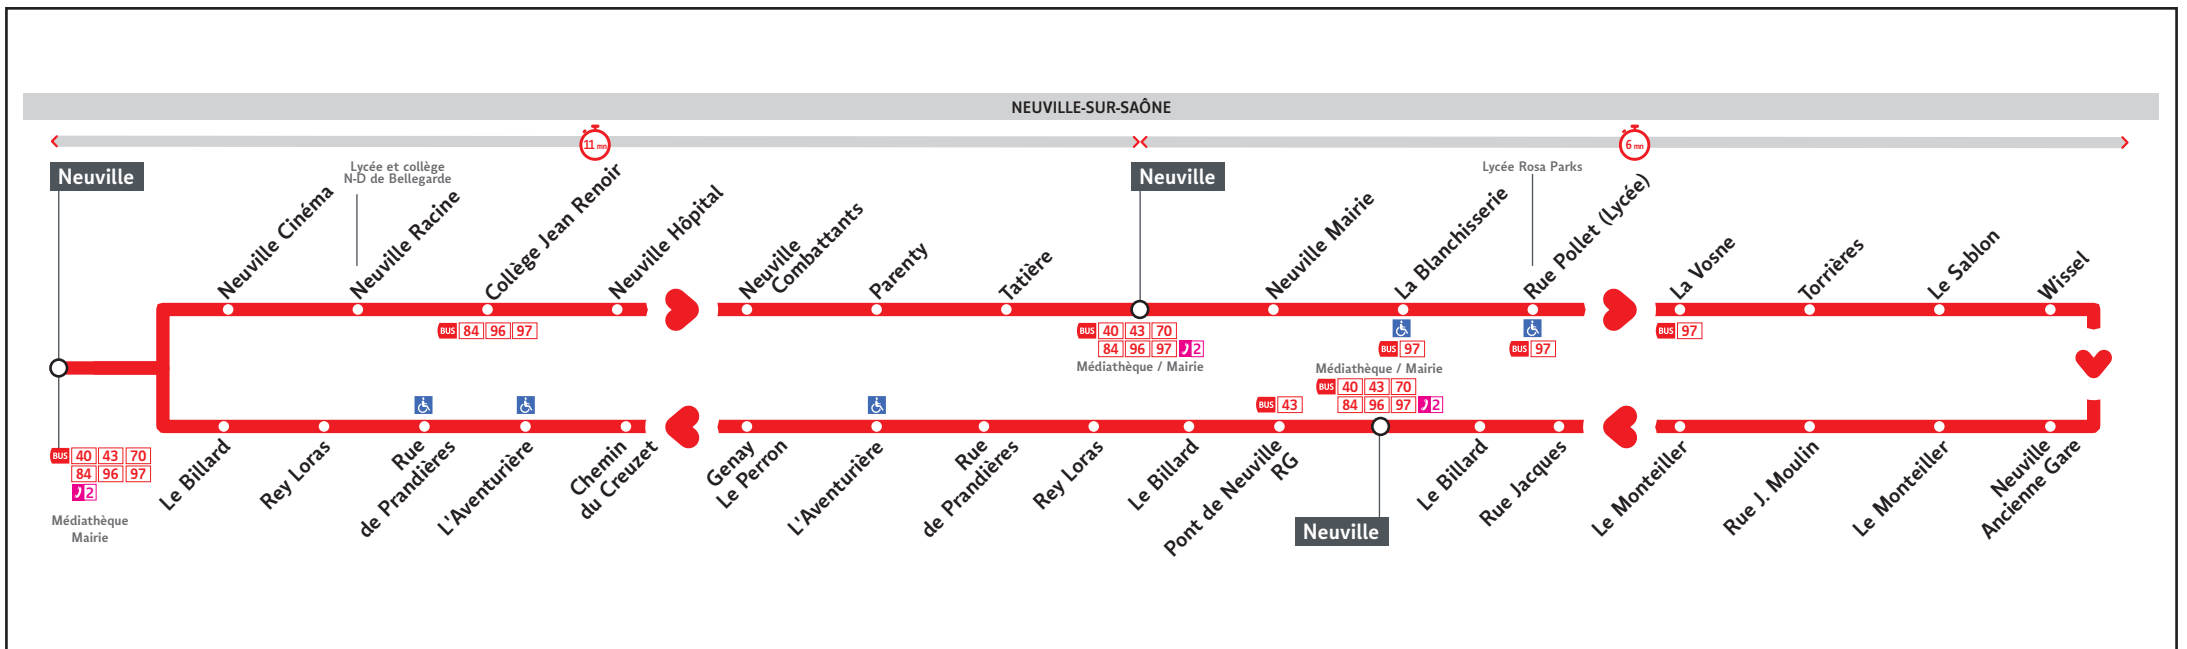 NEUVILLE-SUR-SAÔNE
11 mn
6 mn
Neuville
Neuville Cinéma
Lycée et collège
N-D de Bellegarde
Neuville Racine
Collège Jean Renoir
BUS 84 96 97
Neuville Hôpital
Neuville
Combattants
Parenty
Tatière
Neuville
BUS 40 43 70
84 96 97 2
Médiathèque / Mairie
Neuville Mairie
La Blanchisserie
BUS 97
Lycée Rosa Parks
Rue Pollet (Lycée)
BUS 97
La Vosne
BUS 97
Torrières
Le Sablon
Wissel
BUS 40 43 70
84 96 97
2
Médiathèque
Mairie
Le Billard
Rey Loras
Rue
de Prandières
L'Aventurière
Chemin
du Creuzet
Genay
Le Perron
L'Aventurière
Rue
de Prandières
Rey Loras
Le Billard
BUS 43
Pont de Neuville
RG
Médiathèque / Mairie
BUS 40 43 70
84 96 97 2
Neuville
Le Billard
Rue Jacques
Le Monteiller
Rue J. Moulin
Le Monteiller
Neuville
Ancienne Gare